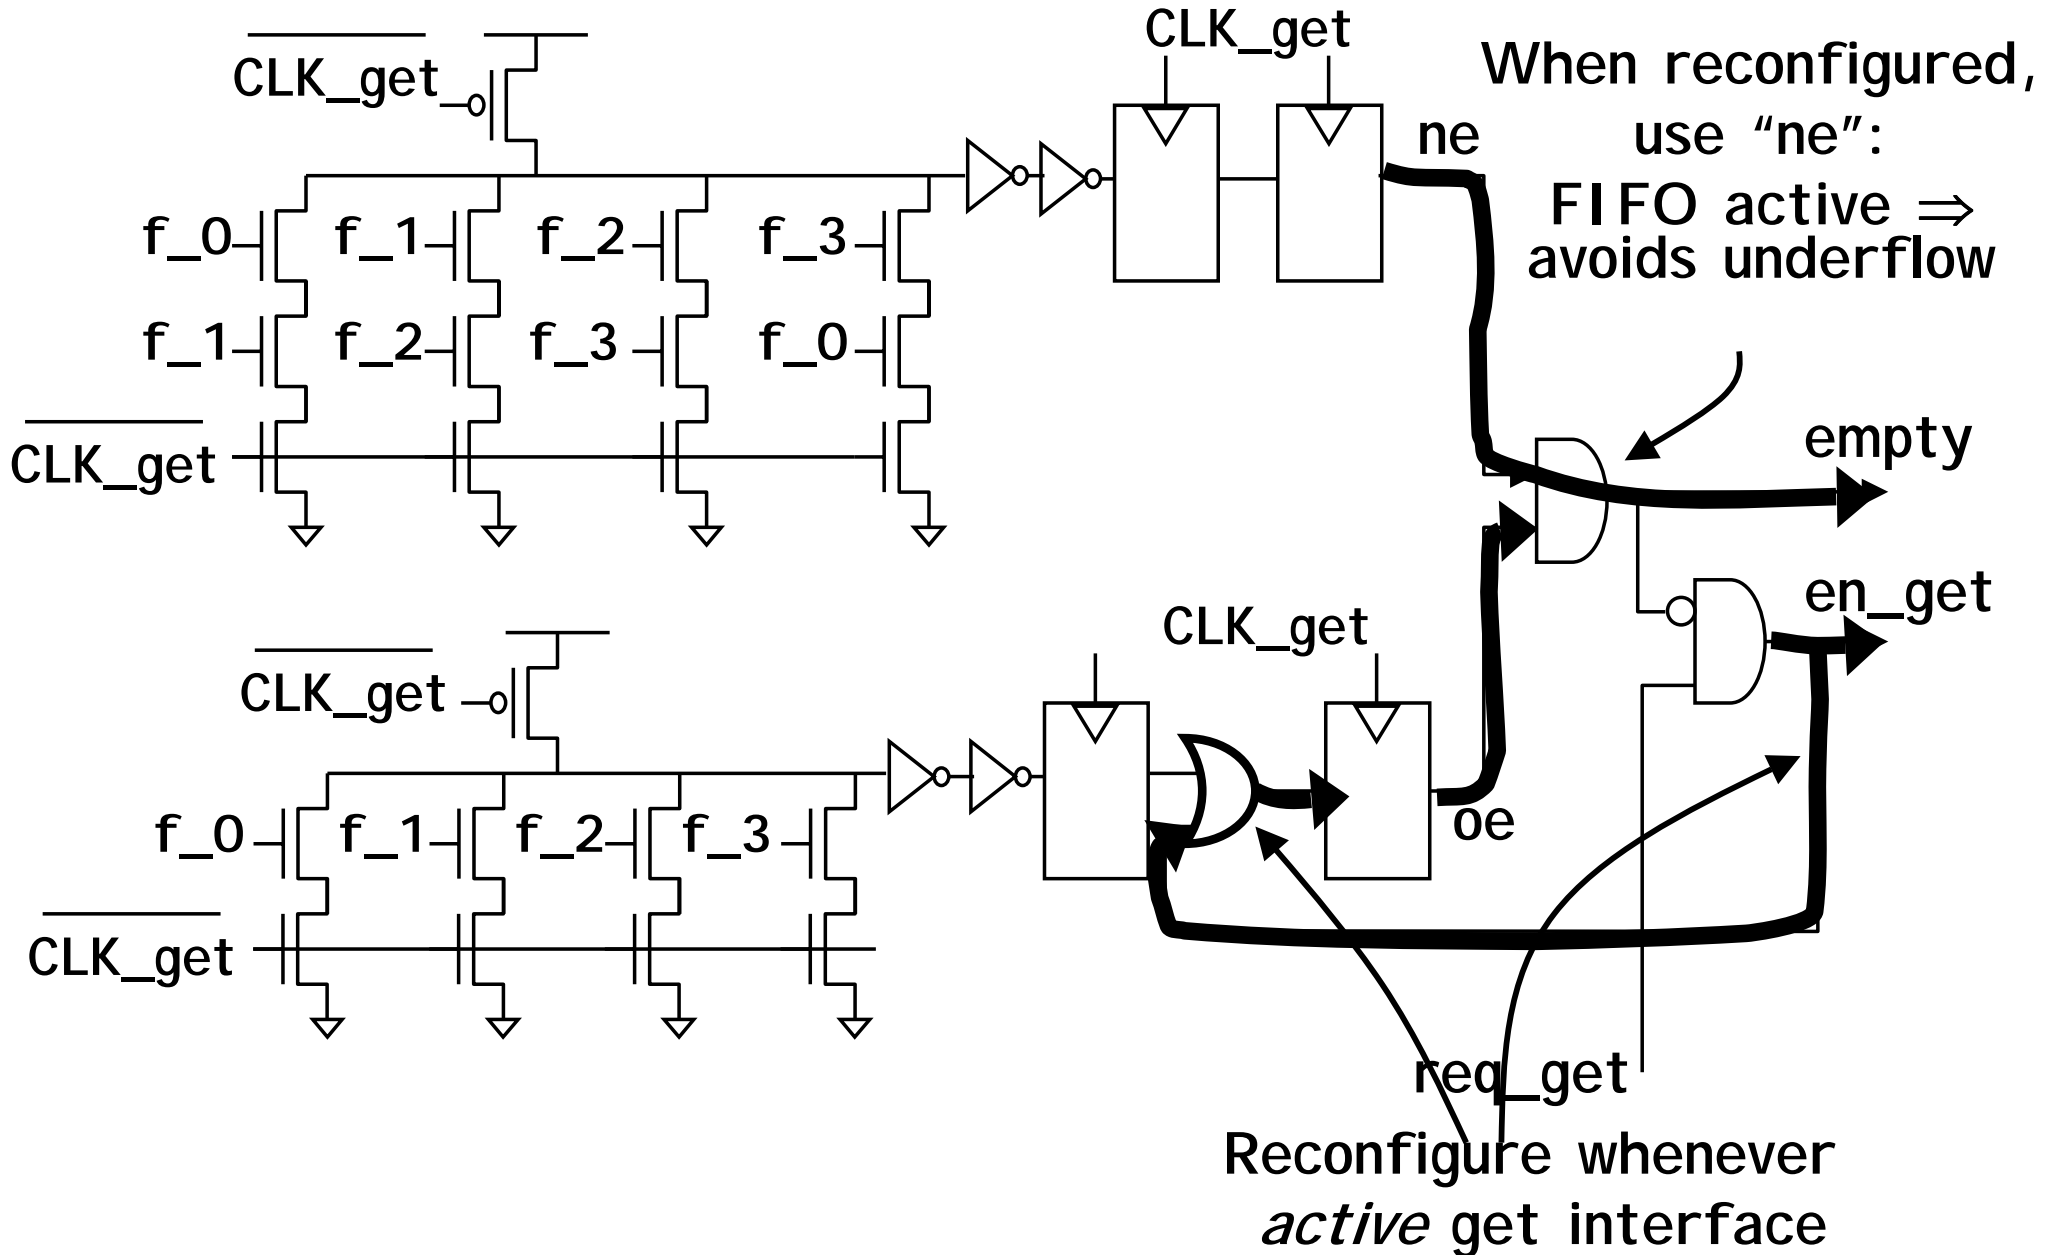 CLK_get
CLK_get
ne
When reconfigured,
use “ne”:
FIFO active ⇒
avoids underflow
f_0
f_1
f_2
f_3
f_1
f_2
f_3
f_0
CLK_get
empty
en_get
CLK_get
CLK_get
f_0
f_1
f_2
f_3
oe
CLK_get
req_get
Reconfigure whenever
active get interface